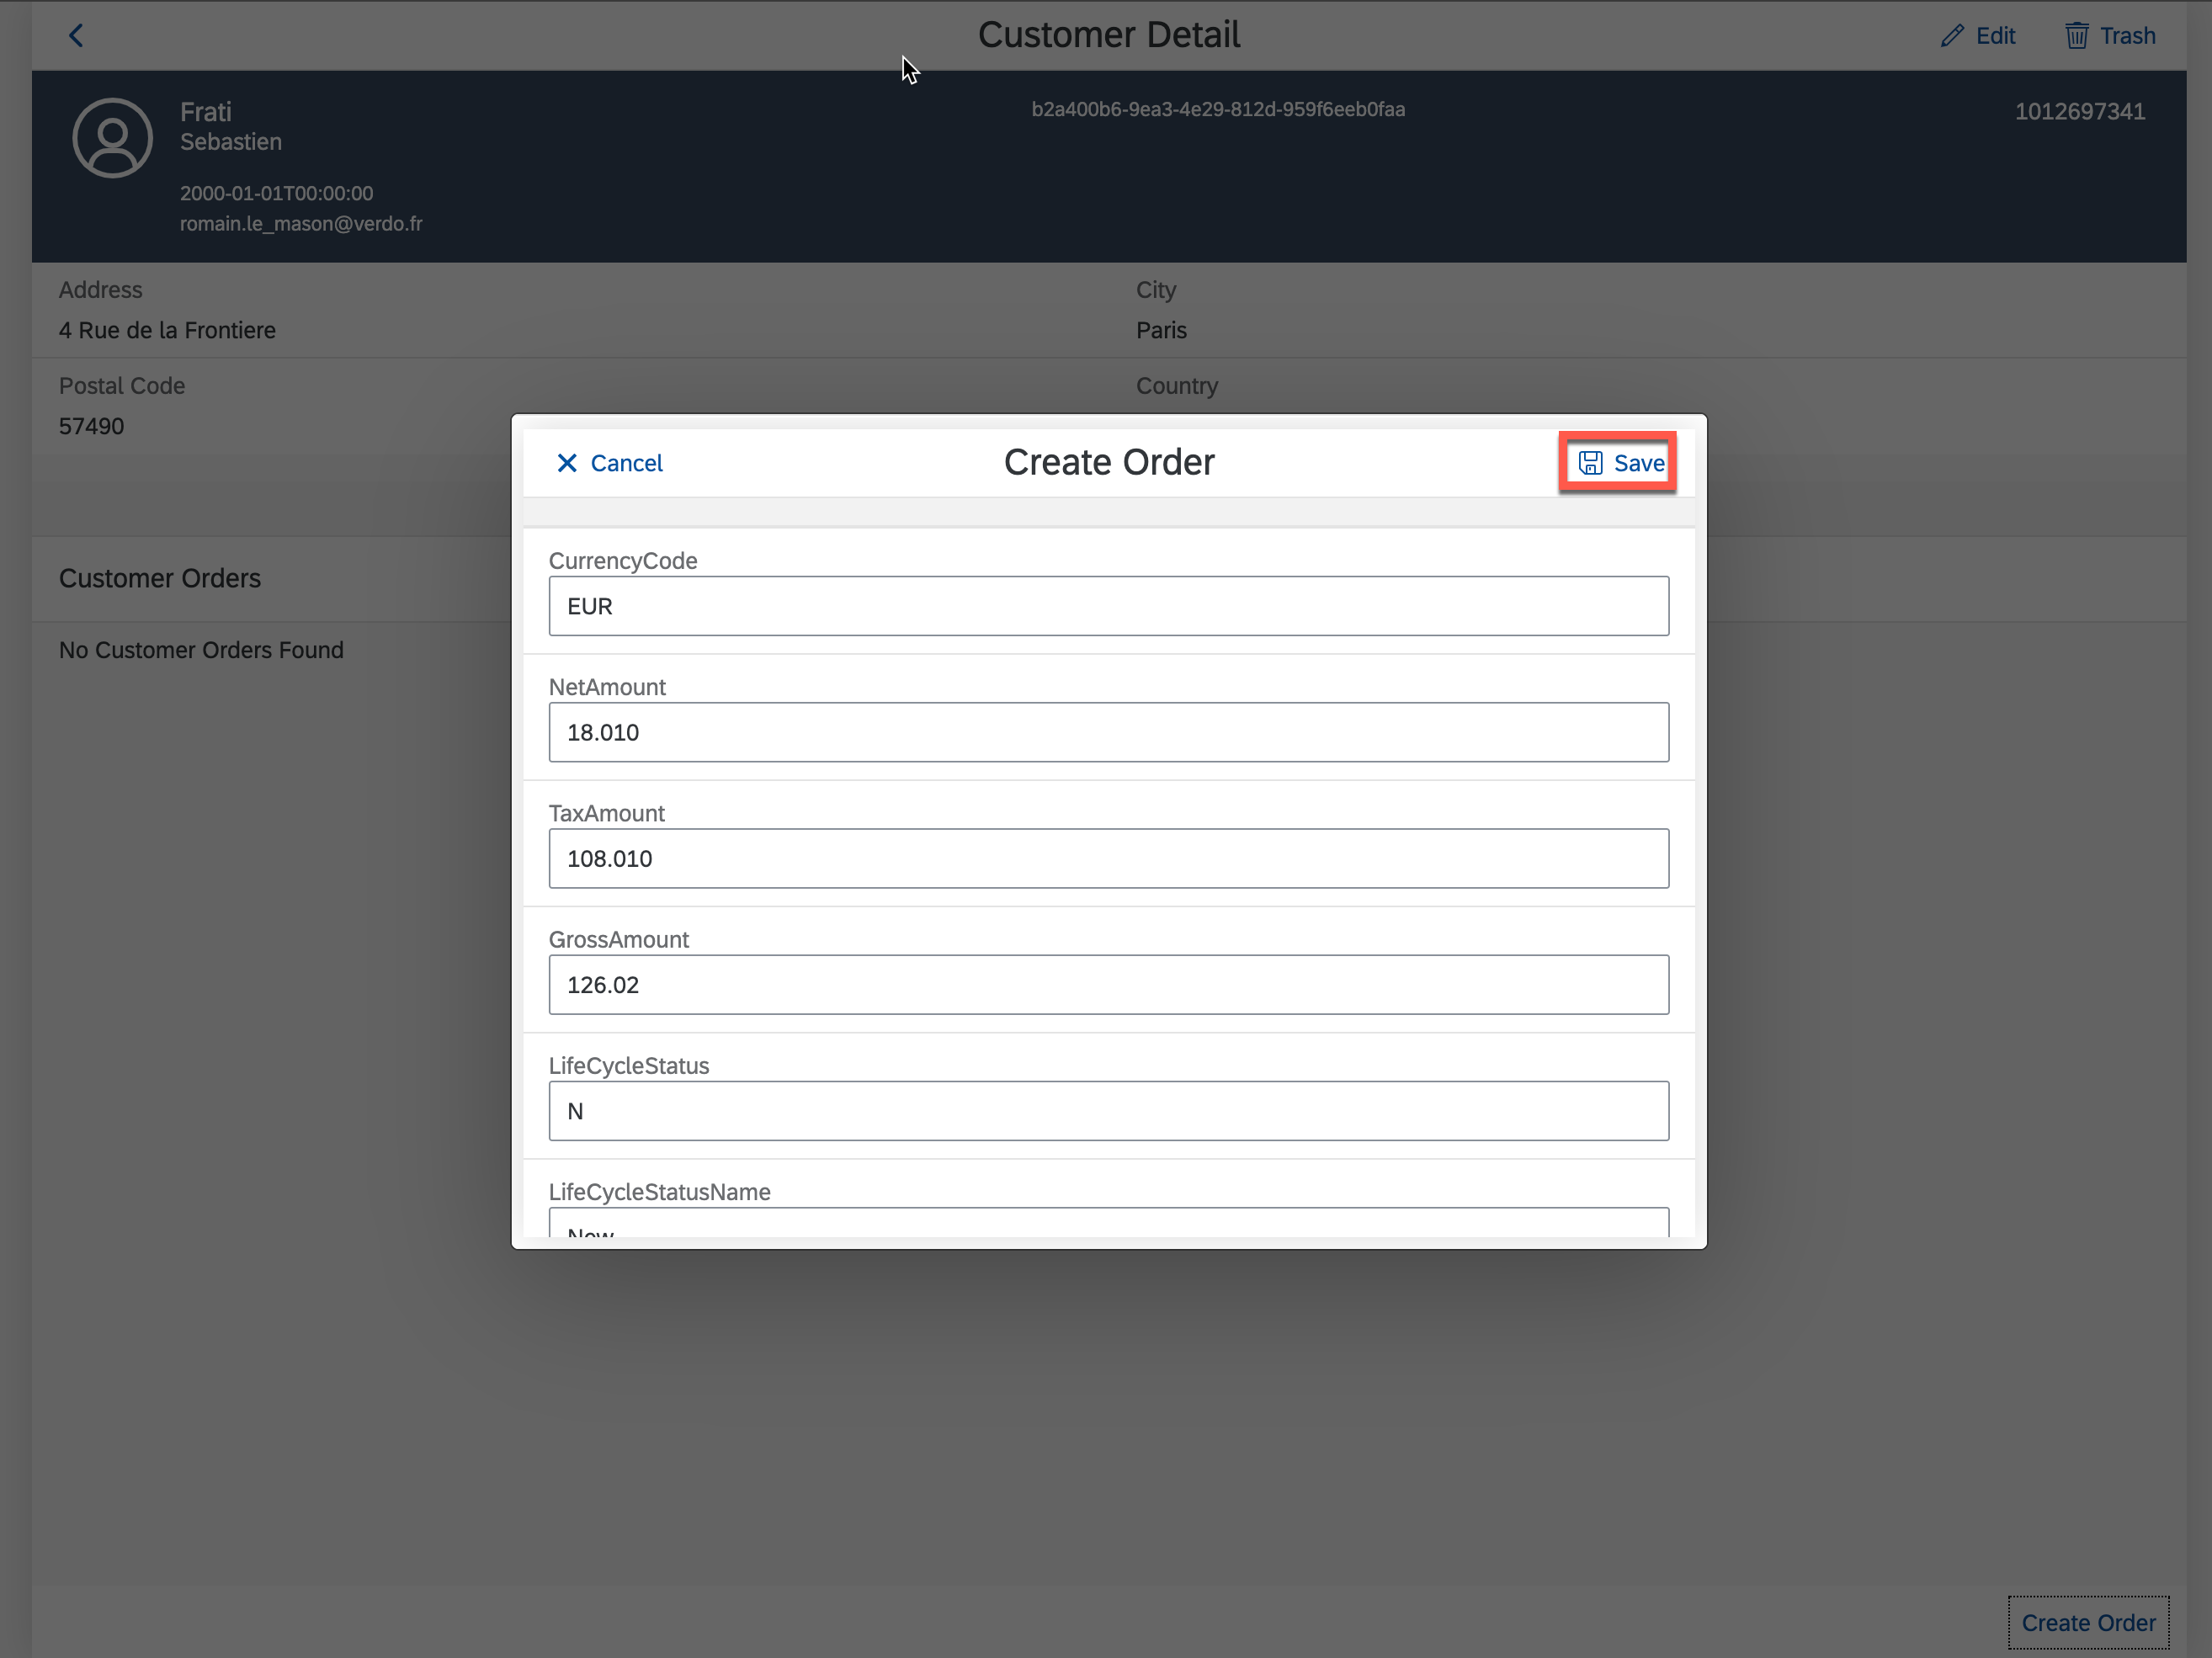 Customer Detail
Edit
Trash
Frati
Sebastien
b2a400b6-9ea3-4e29-812d-959f6eeb0faa
1012697341
2000-01-01T00:00:00
romain.le_mason@verdo.fr
Address
City
4 Rue de la Frontiere
Paris
Postal Code
Country
57490
Cancel
Create Order
Save
CurrencyCode
EUR
Customer Orders
No Customer Orders Found
NetAmount
18.010
TaxAmount
108.010
GrossAmount
126.02
LifeCycleStatus
N
LifeCycleStatusName
New
Create Order